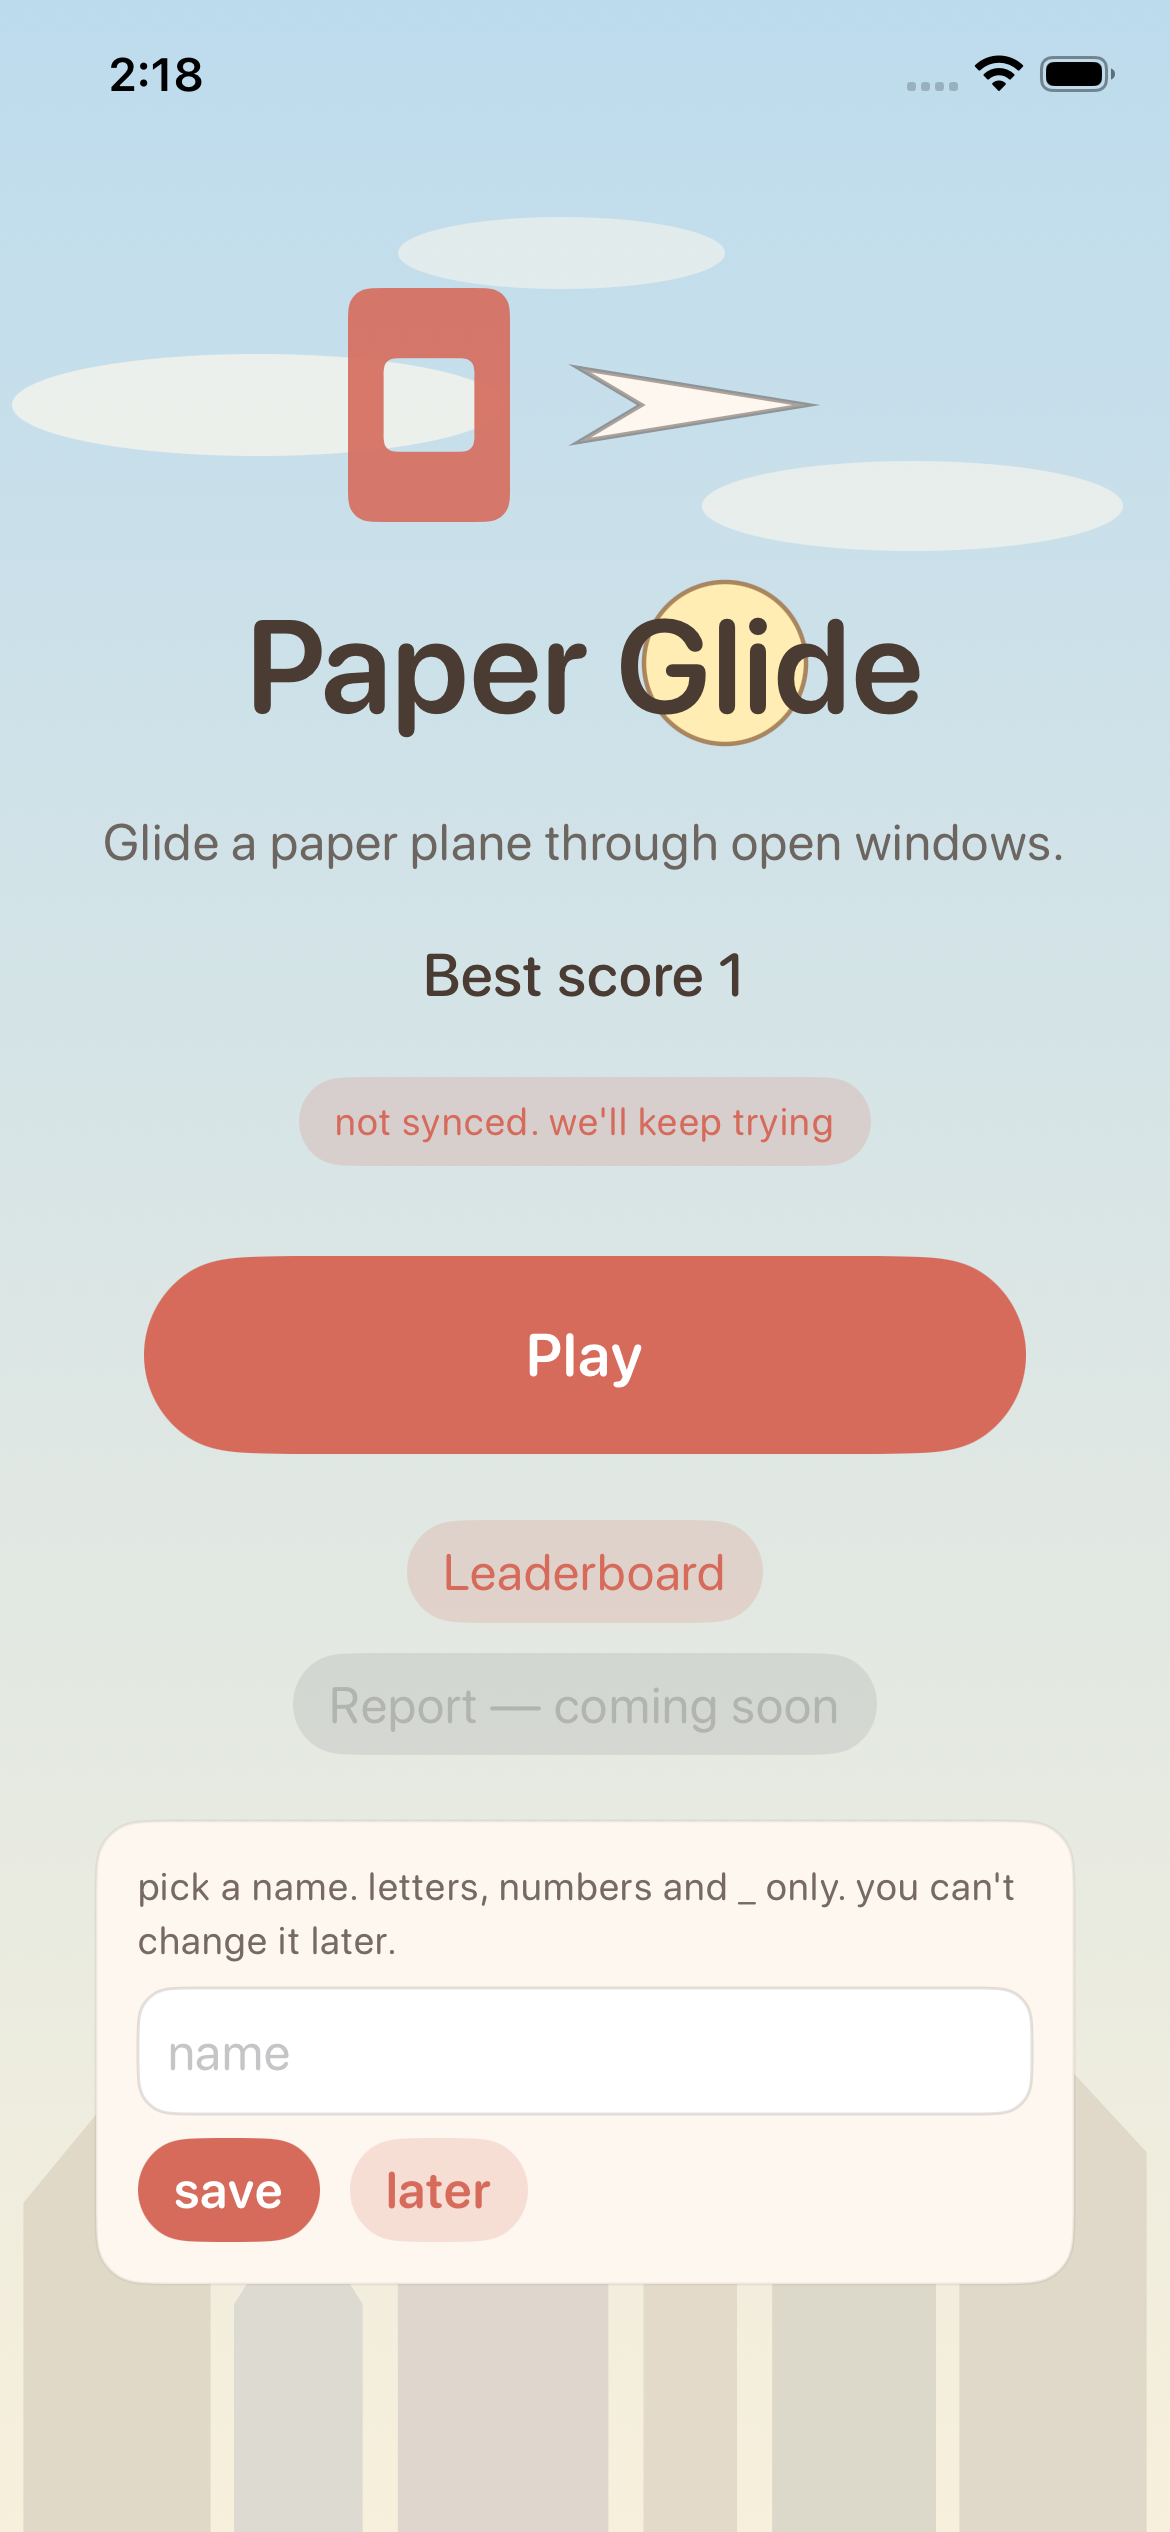 2:18
Paper Glide
Glide a paper plane through open windows.
Best score 1
not synced. we'll keep trying
Play
Leaderboard
Report — coming soon
pick a name. letters, numbers and _ only. you can't
change it later.
name
save later